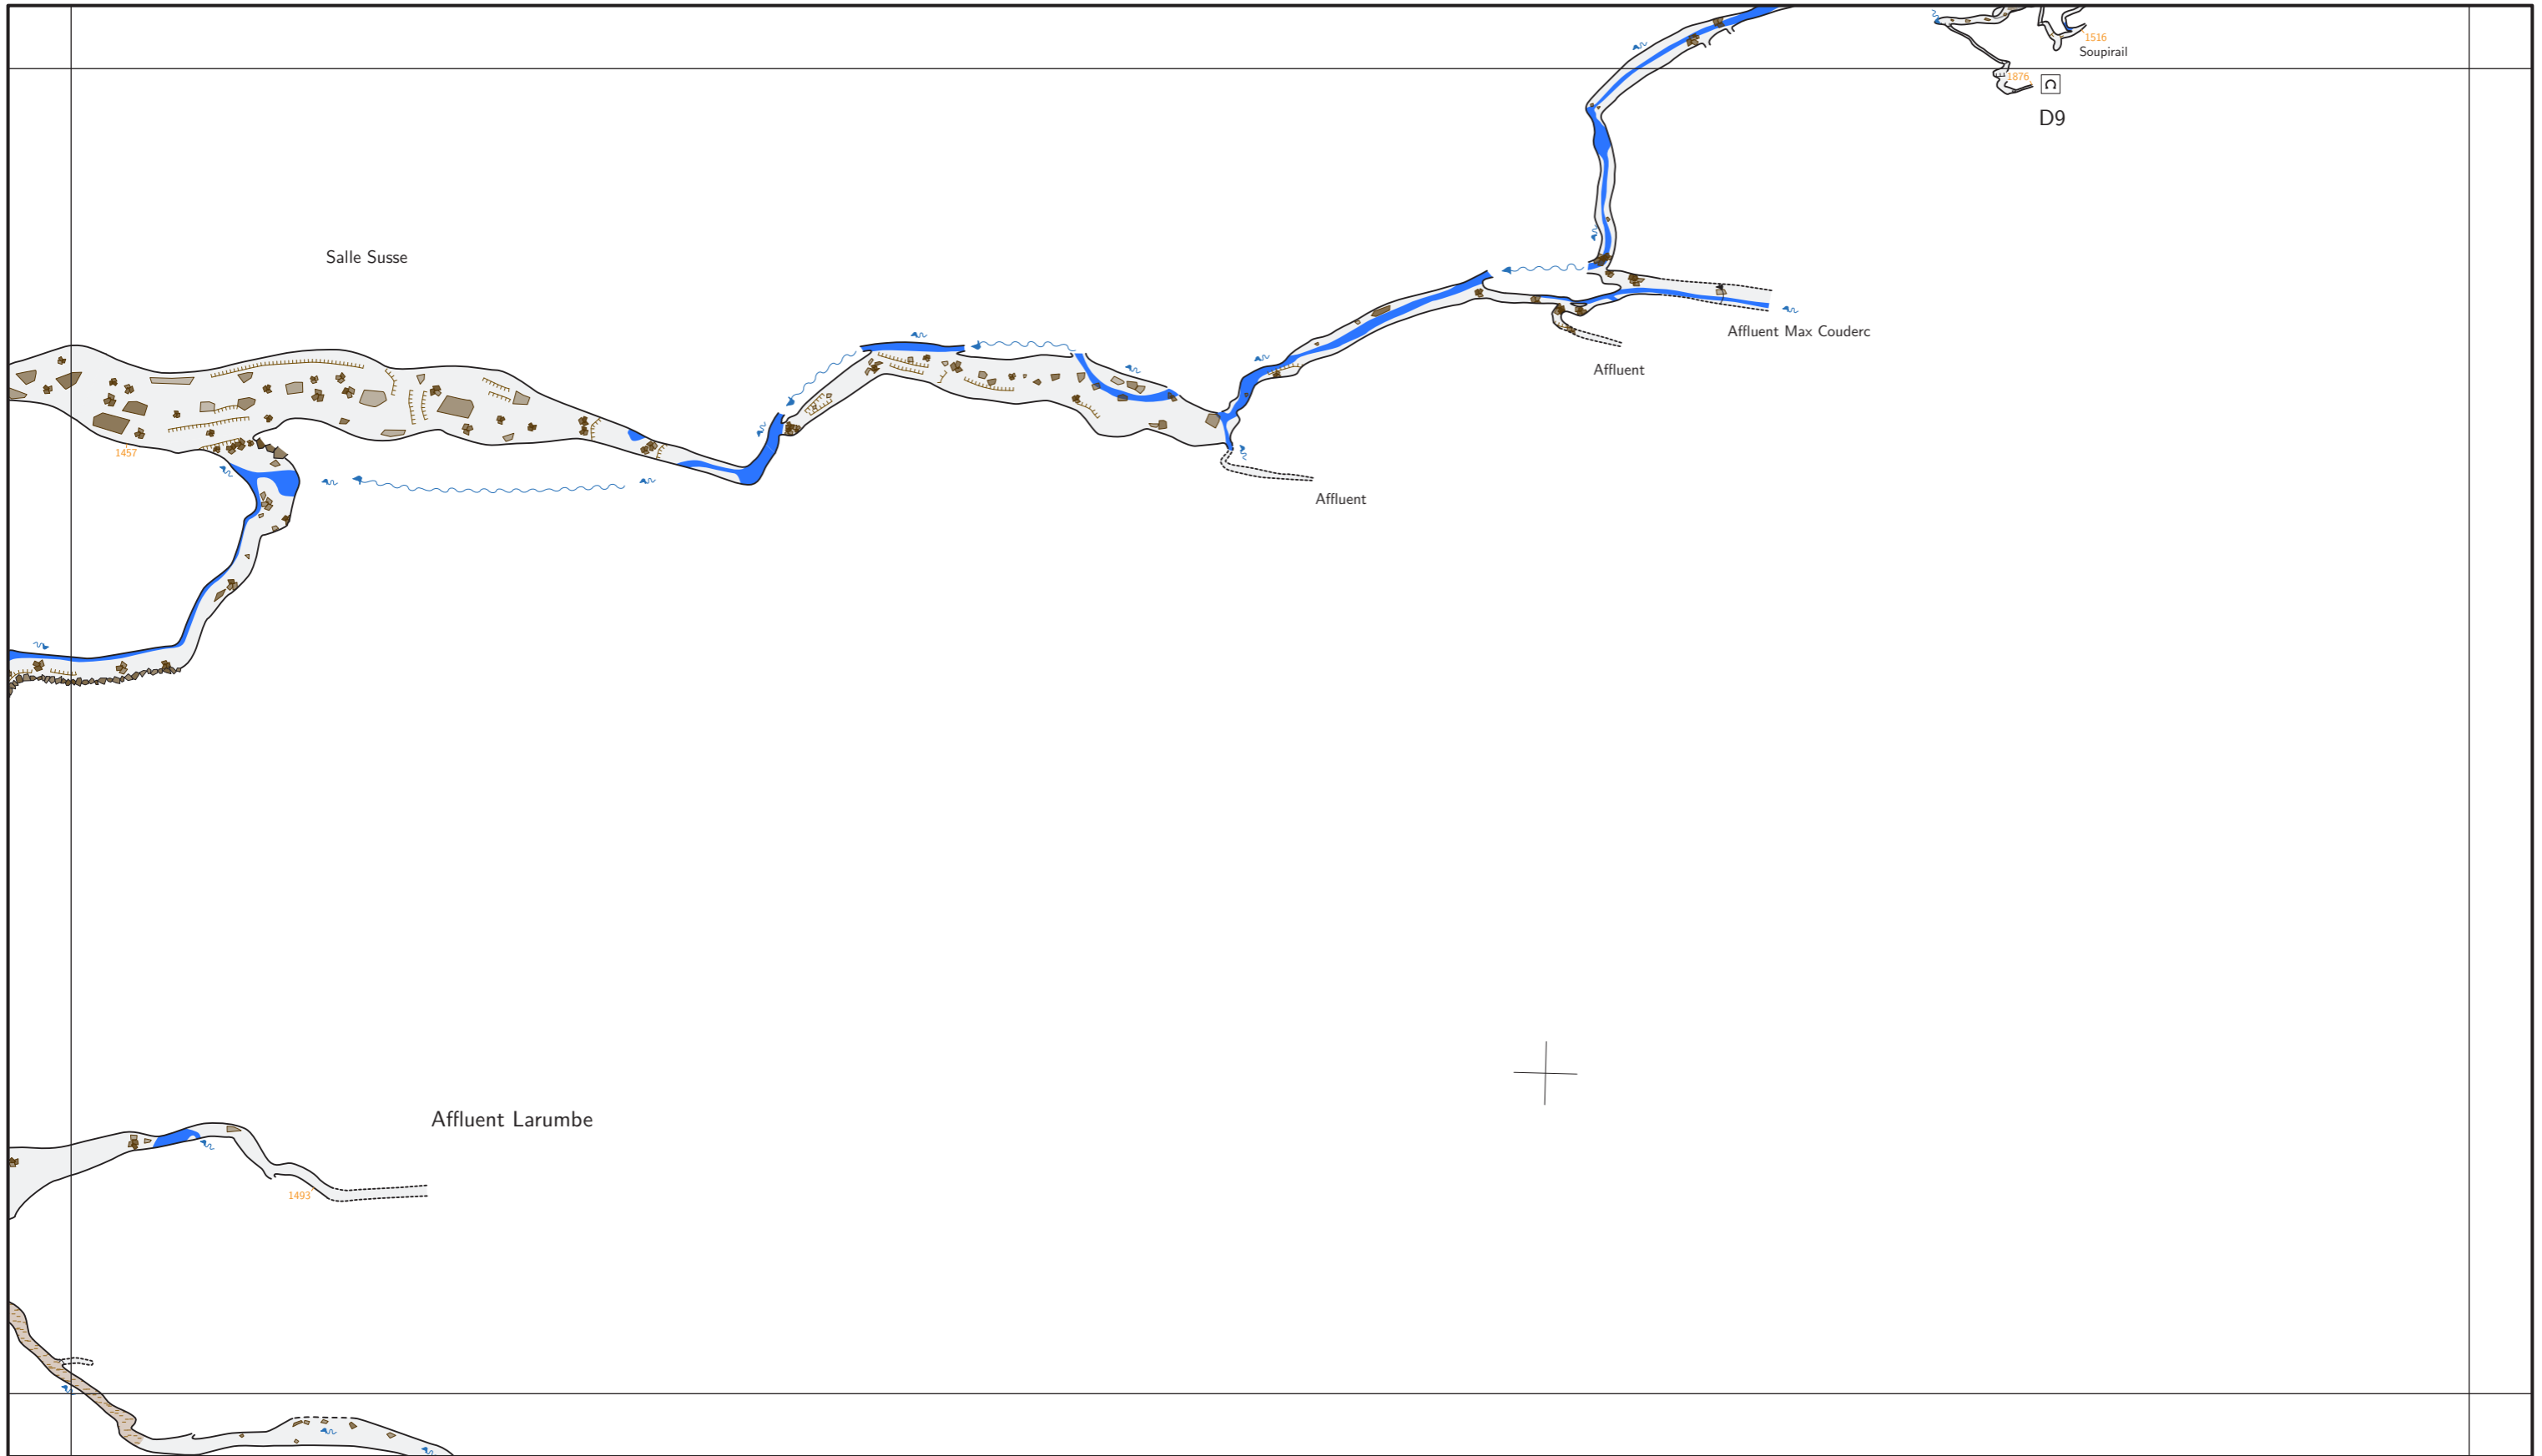 1516
Soupirail
1876
D9
Salle Susse
Affluent Max Couderc
Affluent
1457
Affluent
Affluent Larumbe
1493